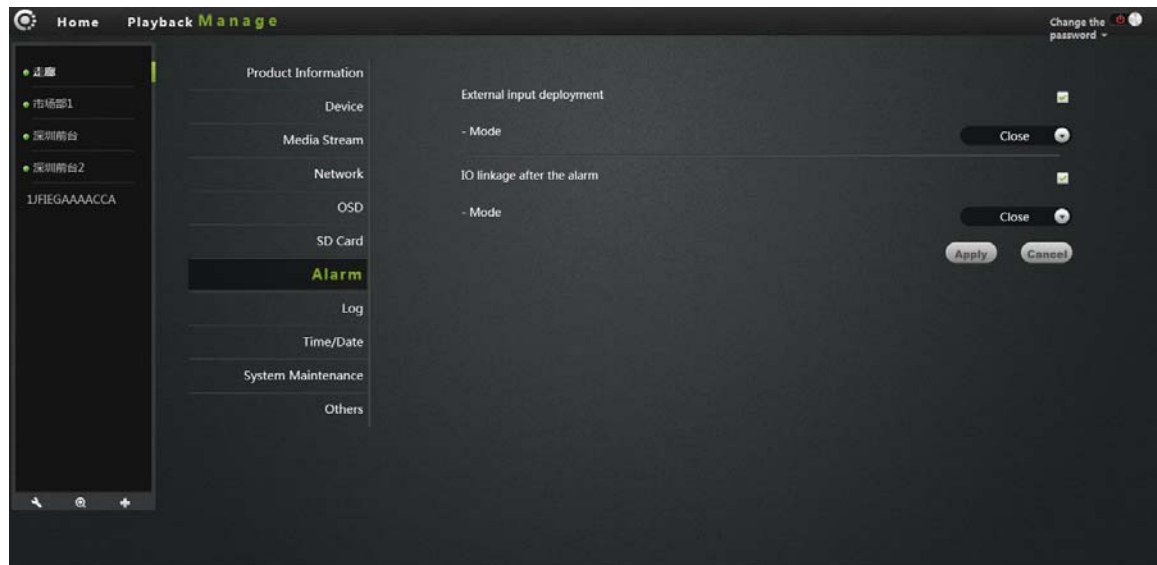 Home Playback Manage
Change the
password
走廊
市场部1
深圳前台
深圳前台2
1JFIEGAAAACCA
Product Information
Device
Media Stream
Network
OSD
SD Card
Alarm
Log
Time/Date
System Maintenance
Others
External input deployment
- Mode Close
IO linkage after the alarm
- Mode Close
Apply Cancel